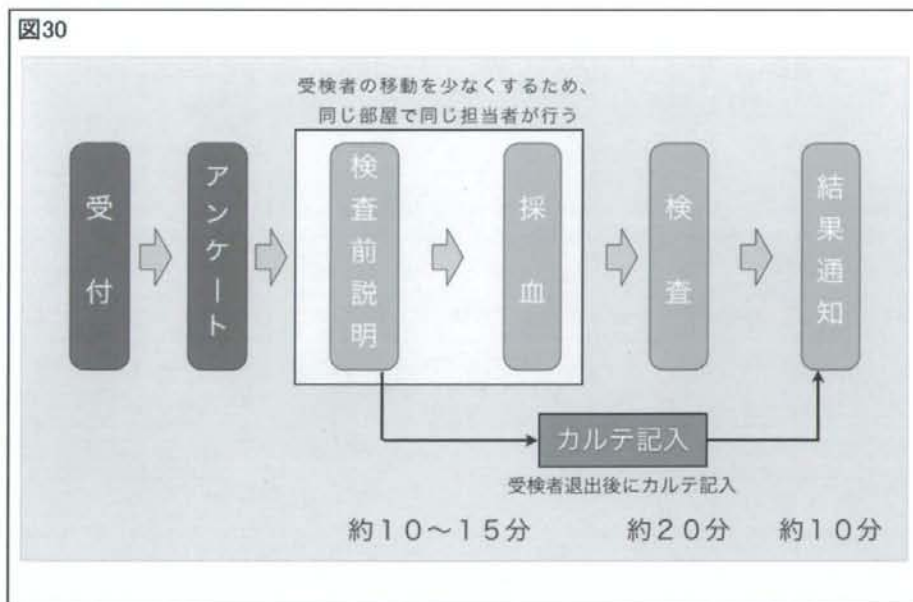 図30
受検者の移動を少なくするため、
同じ部屋で同じ担当者が行う
受付
アンケート
検査前説明
採血
検査
結果通知
カルテ記入
受検者退出後にカルテ記入
約10～15分
約20分
約10分